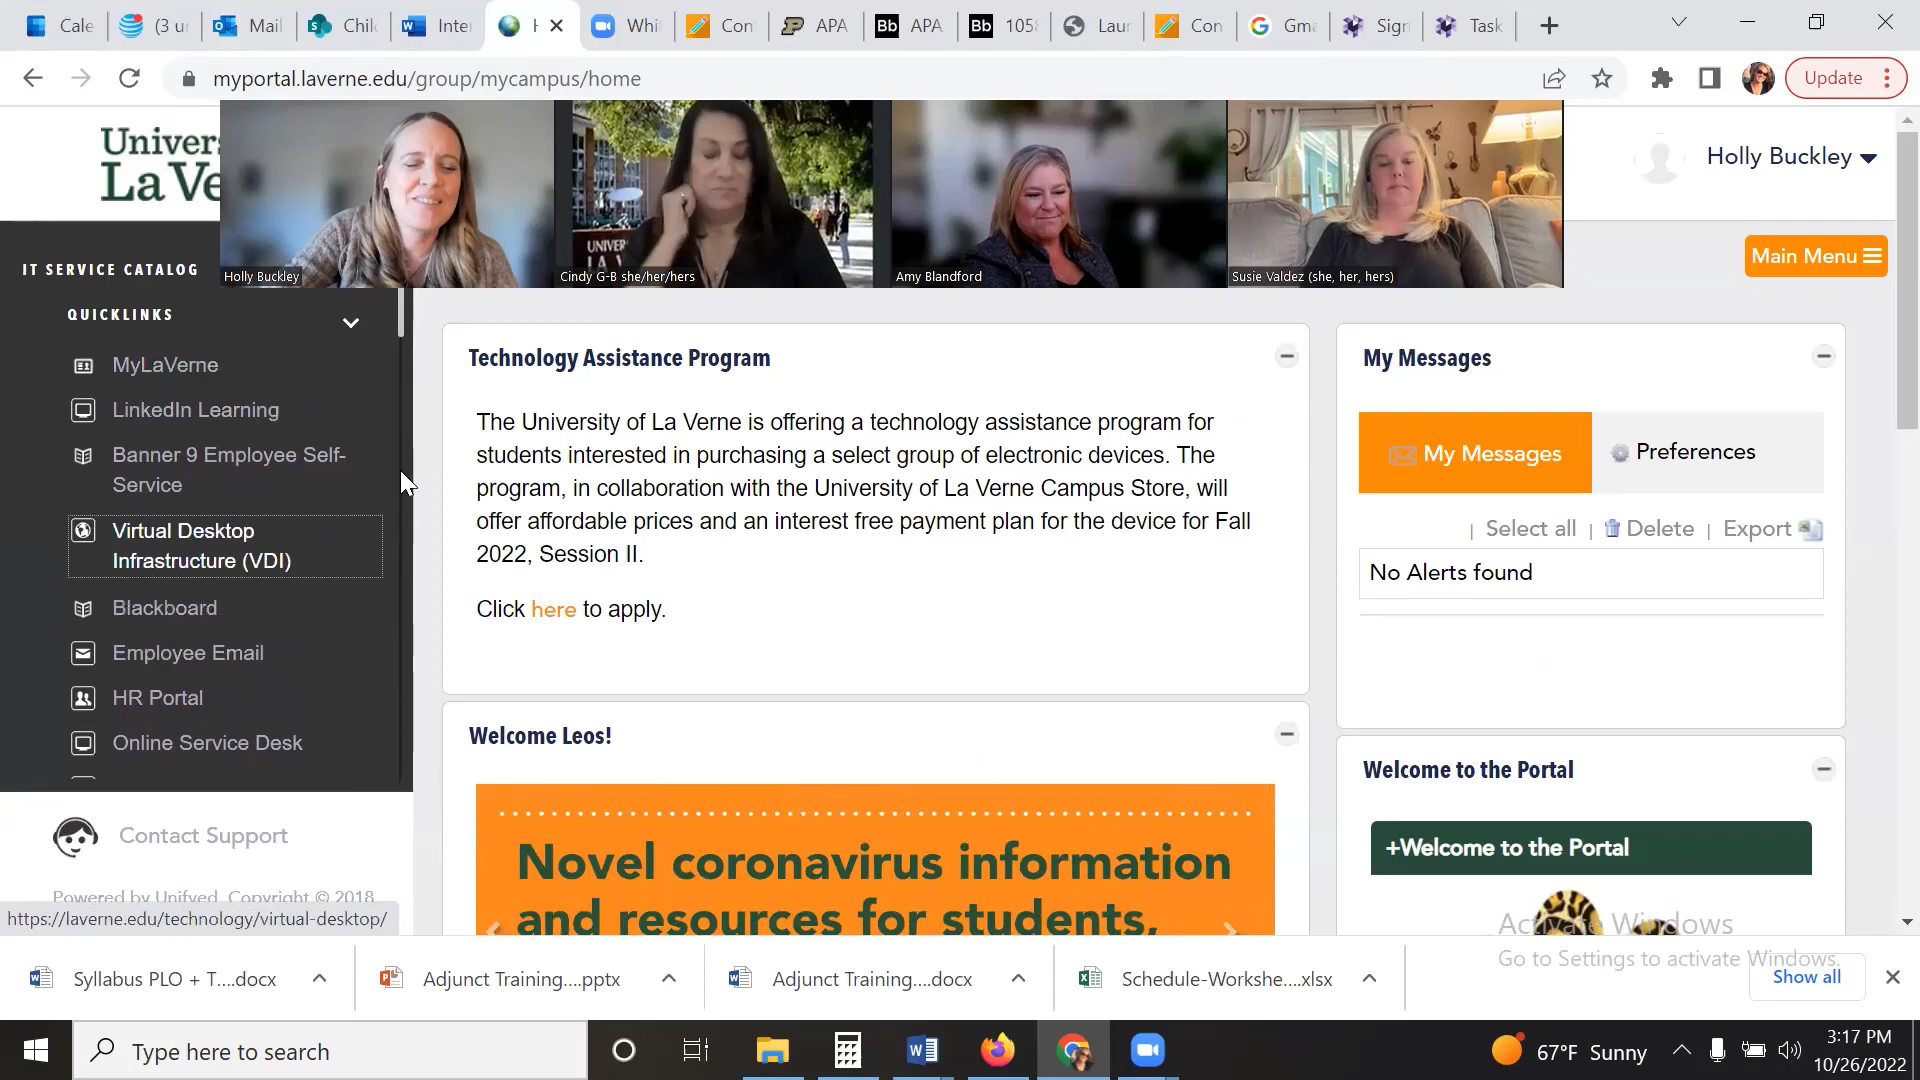 Cale
(3 ur
Mail
Chil
Inter
H
Whi
Con
APA
Bb
APA
Bb
105
Laur
Con
Gma
Sign
Task
myportal.laverne.edu/group/mycampus/home
Update
Univers
La Ve
Holly Buckley
Cindy G-B she/her/hers
Amy Blandford
Susie Valdez (she, her, hers)
UNIVER
Holly Buckley
Main Menu
IT SERVICE CATALOG
QUICKLINKS
MyLaVerne
LinkedIn Learning
Banner 9 Employee Self-
Service
Virtual Desktop
Infrastructure (VDI)
Blackboard
Employee Email
HR Portal
Online Service Desk
Contact Support
Powered by Unifyed, Copyright © 2018
https://laverne.edu/technology/virtual-desktop/
Technology Assistance Program
The University of La Verne is offering a technology assistance program for
students interested in purchasing a select group of electronic devices. The
program, in collaboration with the University of La Verne Campus Store, will
offer affordable prices and an interest free payment plan for the device for Fall
2022, Session II.
Click here to apply.
Welcome Leos!
Novel coronavirus information
and resources for students,
My Messages
My Messages
Preferences
| Select all | Delete | Export
No Alerts found
Welcome to the Portal
+Welcome to the Portal
Activate Windows
Go to Settings to activate Windows.
Syllabus PLO + T....docx
Adjunct Training....pptx
Adjunct Training....docx
Schedule-Workshe....xlsx
Show all
Type here to search
67°F Sunny
3:17 PM
10/26/2022